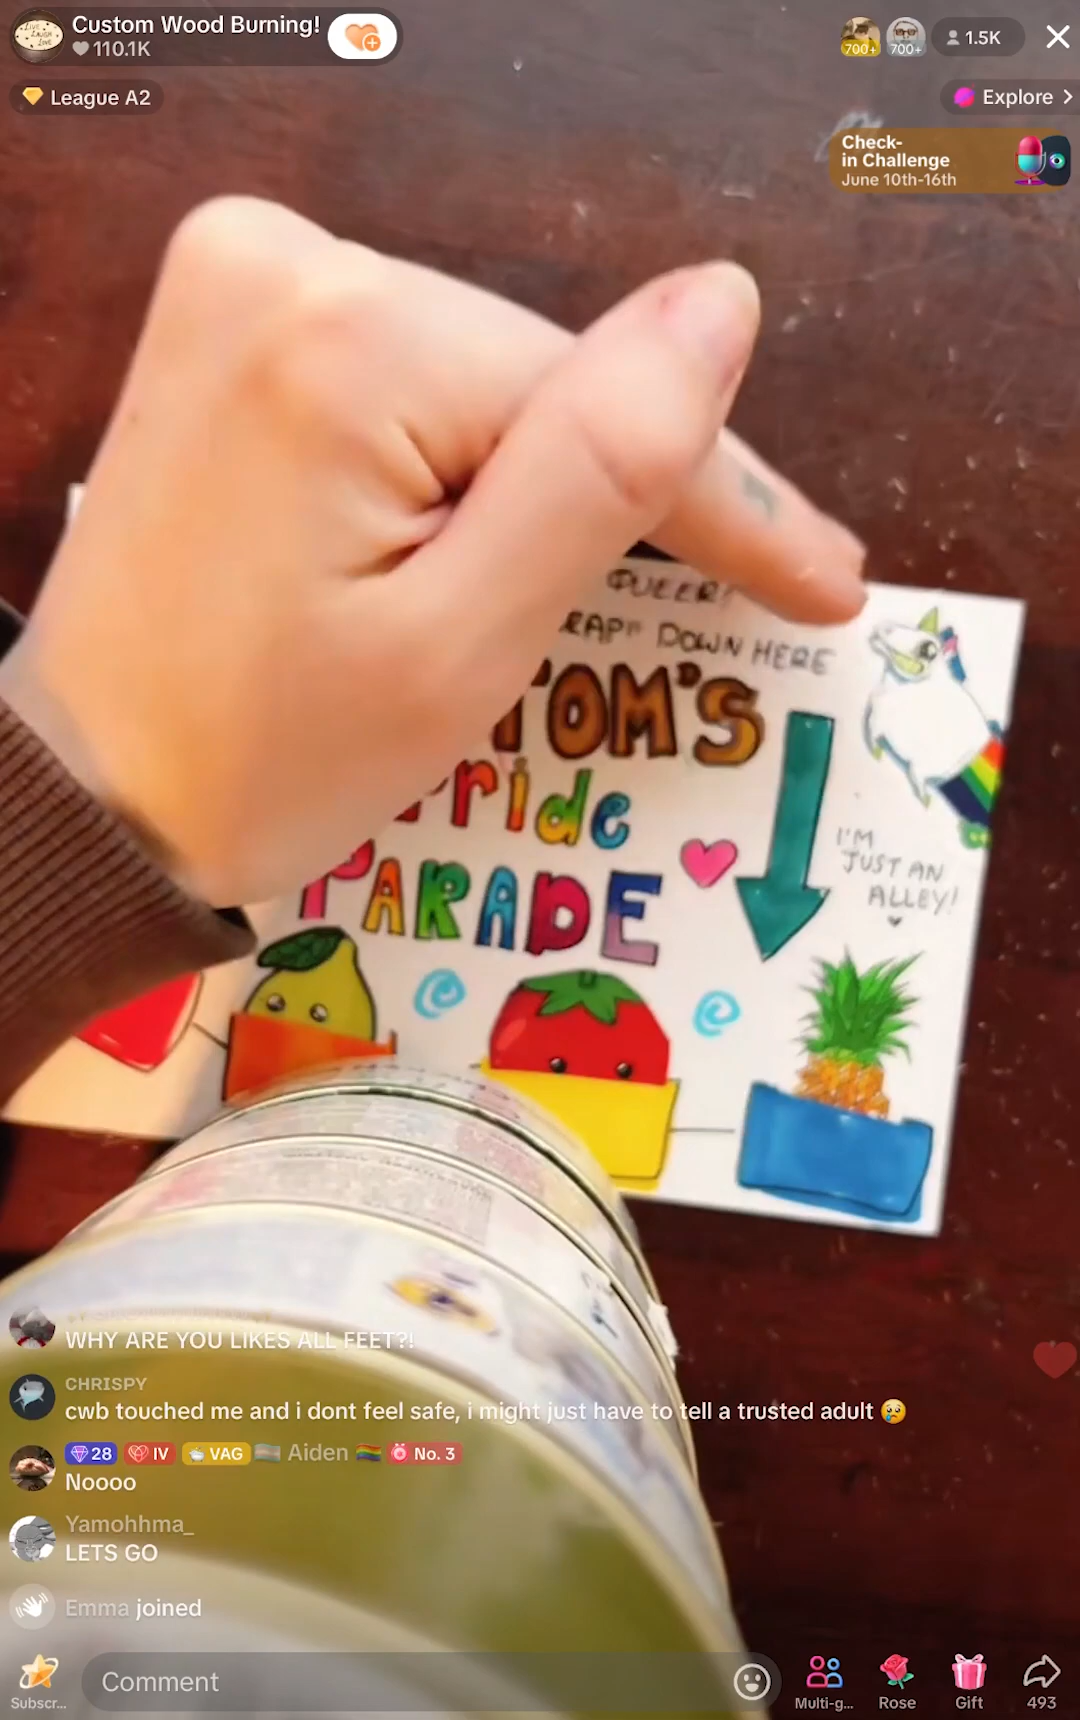 Custom Wood Burning!
110.1K
700+
700+
1.5K
League A2
Explore
Check-
in Challenge
June 10th-16th
QUEER!
DOWN HERE
TOM'S
Pride
PARADE
I'M
JUST AN
ALLEY!
WHY ARE YOU LIKES ALL FEET?!
CHRISPY
cwb touched me and i dont feel safe, i might just have to tell a trusted adult 😢
28 IV VAG Aiden No. 3
Noooo
Yamohhma_
LETS GO
Emma joined
Subscr...
Comment
Multi-g...
Rose
Gift
493